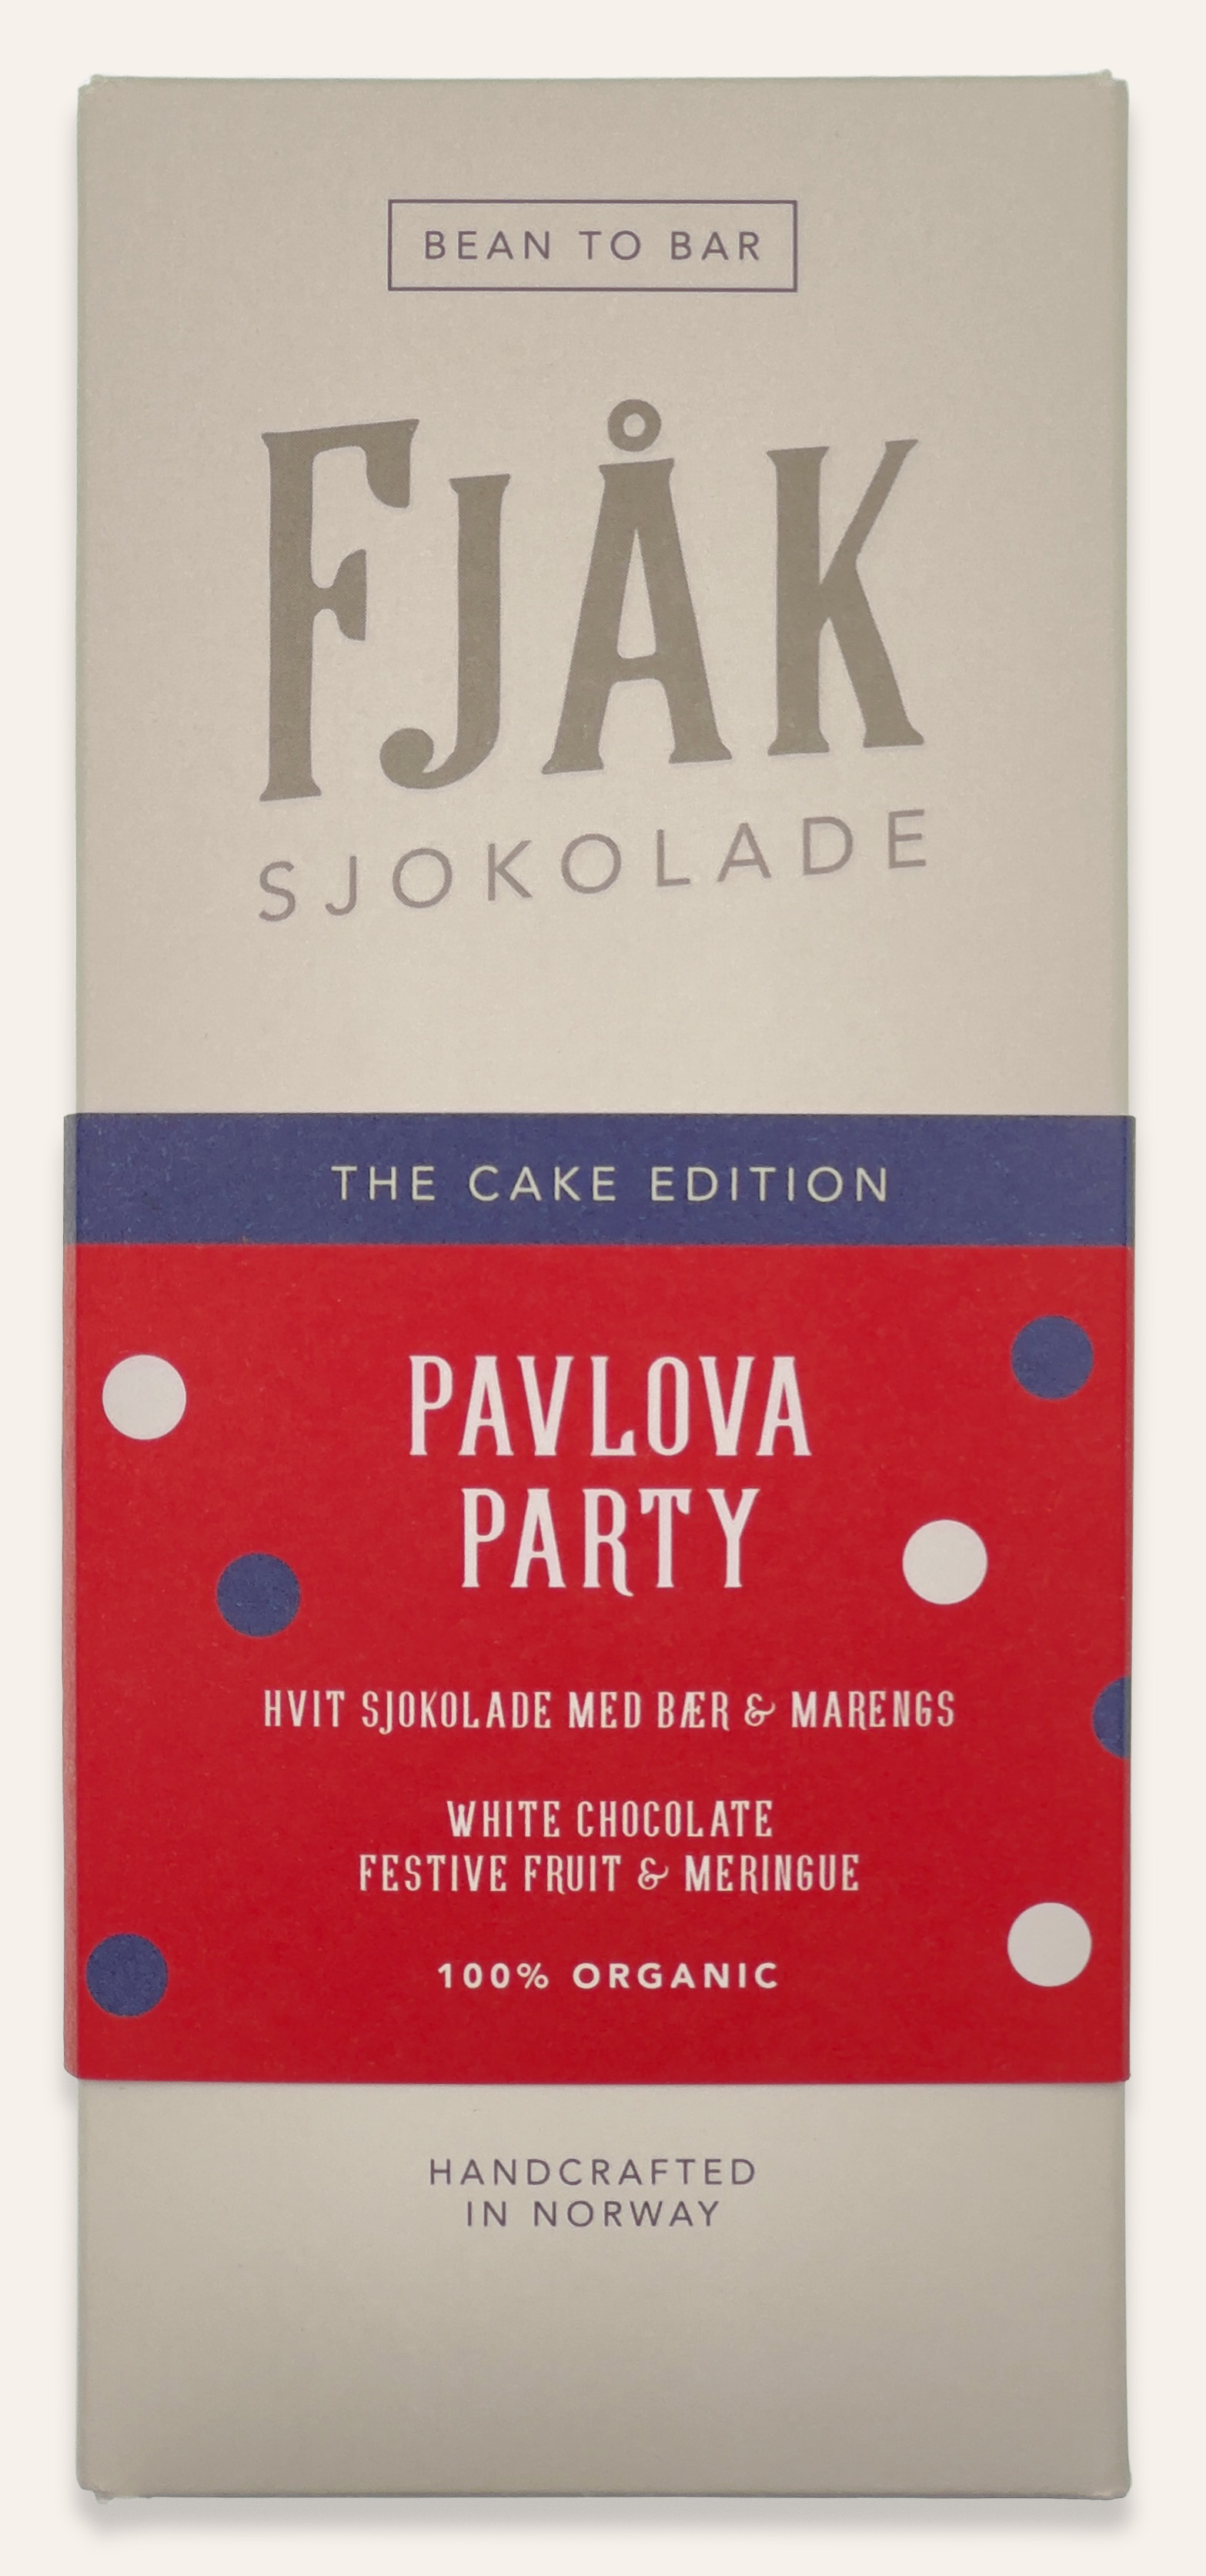 BEAN TO BAR
FJÅK
SJOKOLADE
THE CAKE EDITION
PAVLOVA
PARTY
HVIT SJOKOLADE MED BÆR & MARENGS
WHITE CHOCOLATE
FESTIVE FRUIT & MERINGUE
100% ORGANIC
HANDCRAFTED
IN NORWAY